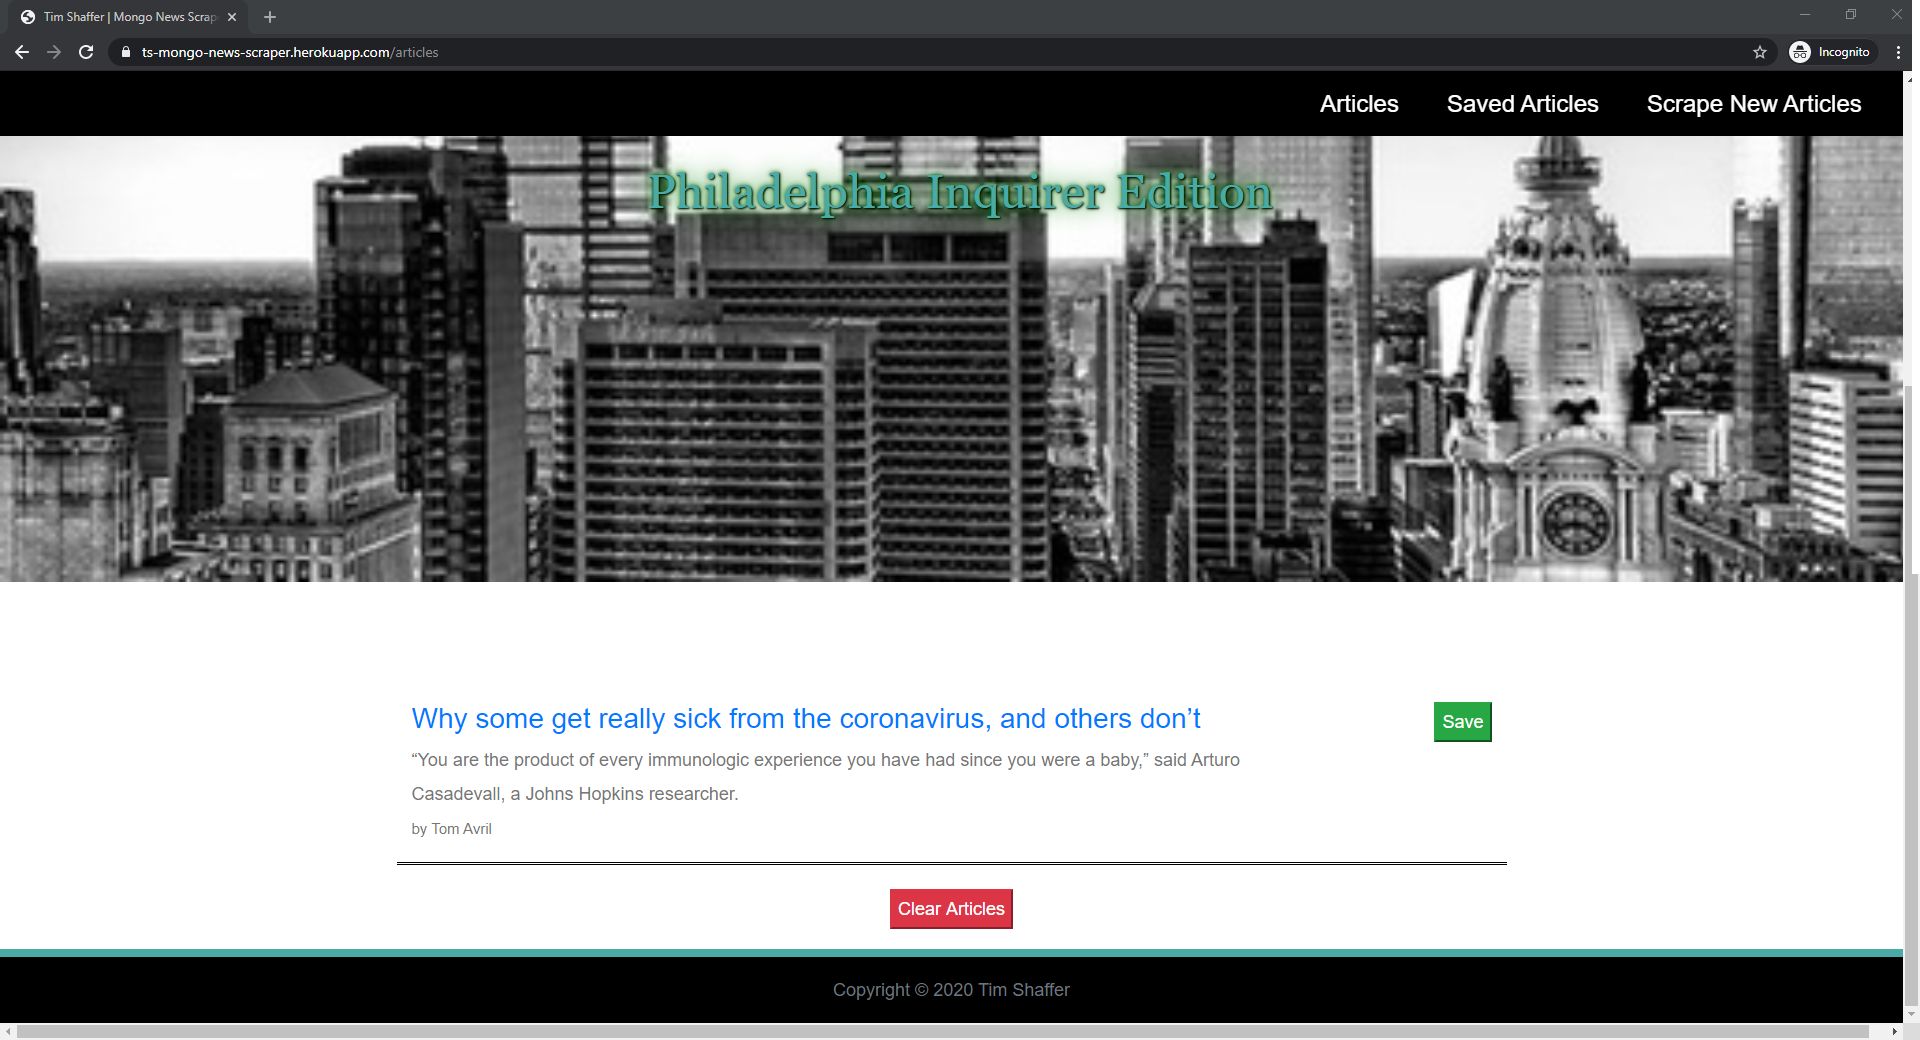 Tim Shaffer | Mongo News Scrap
ts-mongo-news-scraper.herokuapp.com/articles
Incognito
Articles
Saved Articles
Scrape New Articles
Philadelphia Inquirer Edition
Why some get really sick from the coronavirus, and others don’t
Save
“You are the product of every immunologic experience you have had since you were a baby,” said Arturo
Casadevall, a Johns Hopkins researcher.
by Tom Avril
Clear Articles
Copyright © 2020 Tim Shaffer